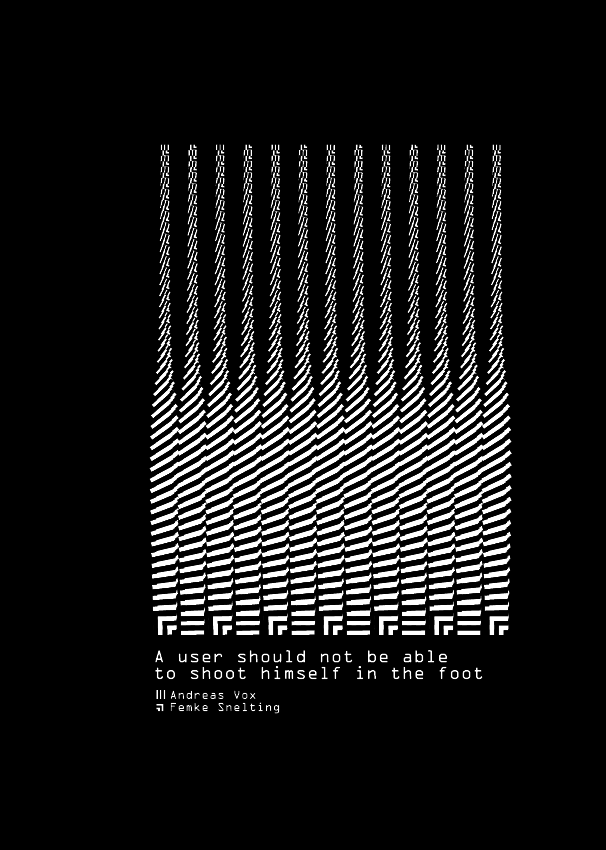 A user should not be able
to shoot himself in the foot
Andreas Vox
Femke Snelting